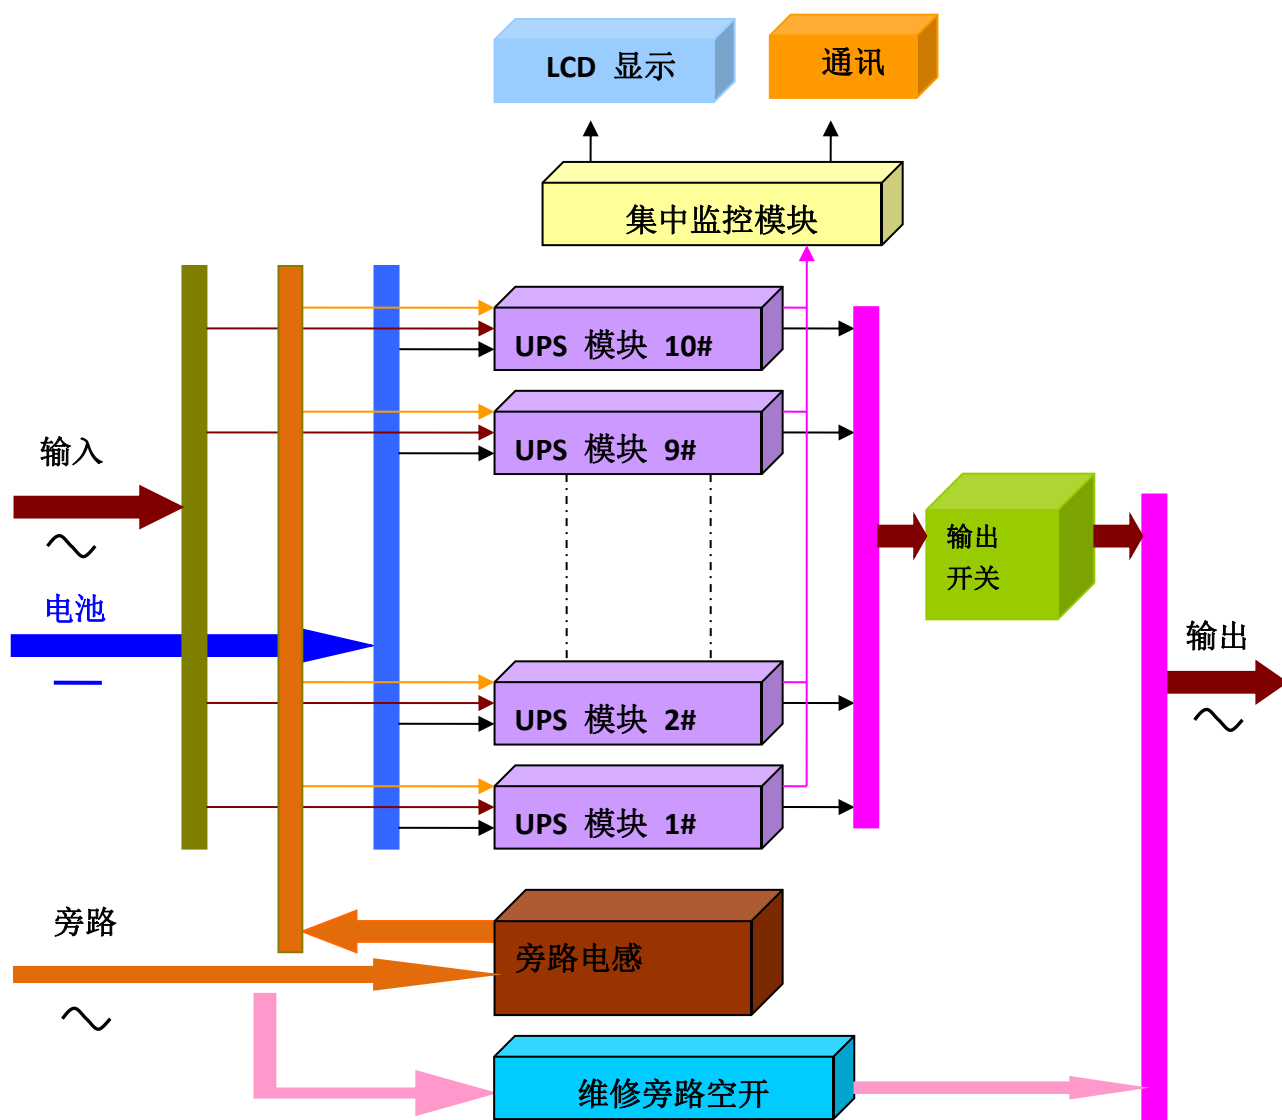 LCD 显示
通讯
集中监控模块
UPS 模块 10#
UPS 模块 9#
输入
输出
开关
电池
输出
UPS 模块 2#
UPS 模块 1#
旁路
旁路电感
维修旁路空开